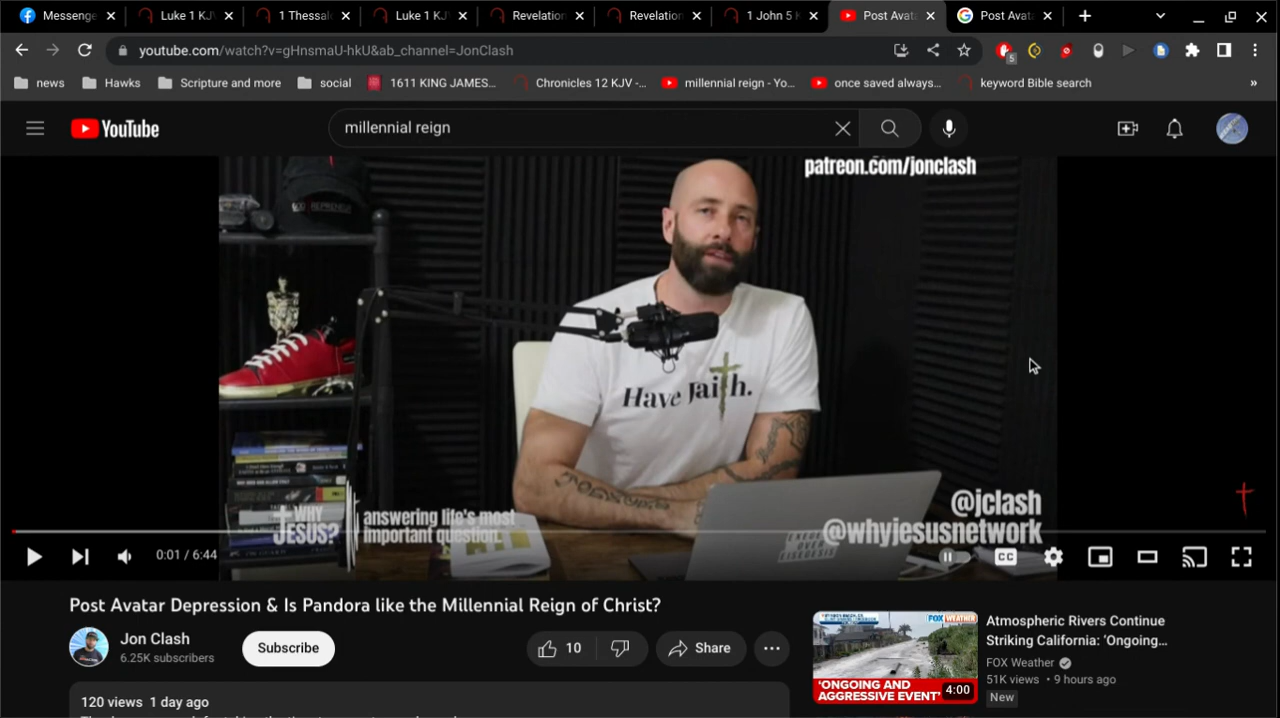 Messenge
Luke 1 KJV
1 Thessal
Luke 1 KJ
Revelation
Revelation
1 John 5 K
Post Avata
Post Avata
youtube.com/watch?v=gHnsmaU-hkU&ab_channel=JonClash
5
news
Hawks
Scripture and more
social
1611 KING JAMES...
Chronicles 12 KJV -...
millennial reign - Yo...
once saved always...
keyword Bible search
»
YouTube
millennial reign
patreon.com/jonclash
Have Faith.
WHY
JESUS?
answering life's most
important question.
@jclash
@whyjesusnetwork
0:01 / 6:44
CC
Post Avatar Depression & Is Pandora like the Millennial Reign of Christ?
Jon Clash
6.25K subscribers
Subscribe
10
Share
120 views 1 day ago
FOX WEATHER
'ONGOING AND
AGGRESSIVE EVENT'
4:00
Atmospheric Rivers Continue
Striking California: 'Ongoing...
FOX Weather
51K views • 9 hours ago
New